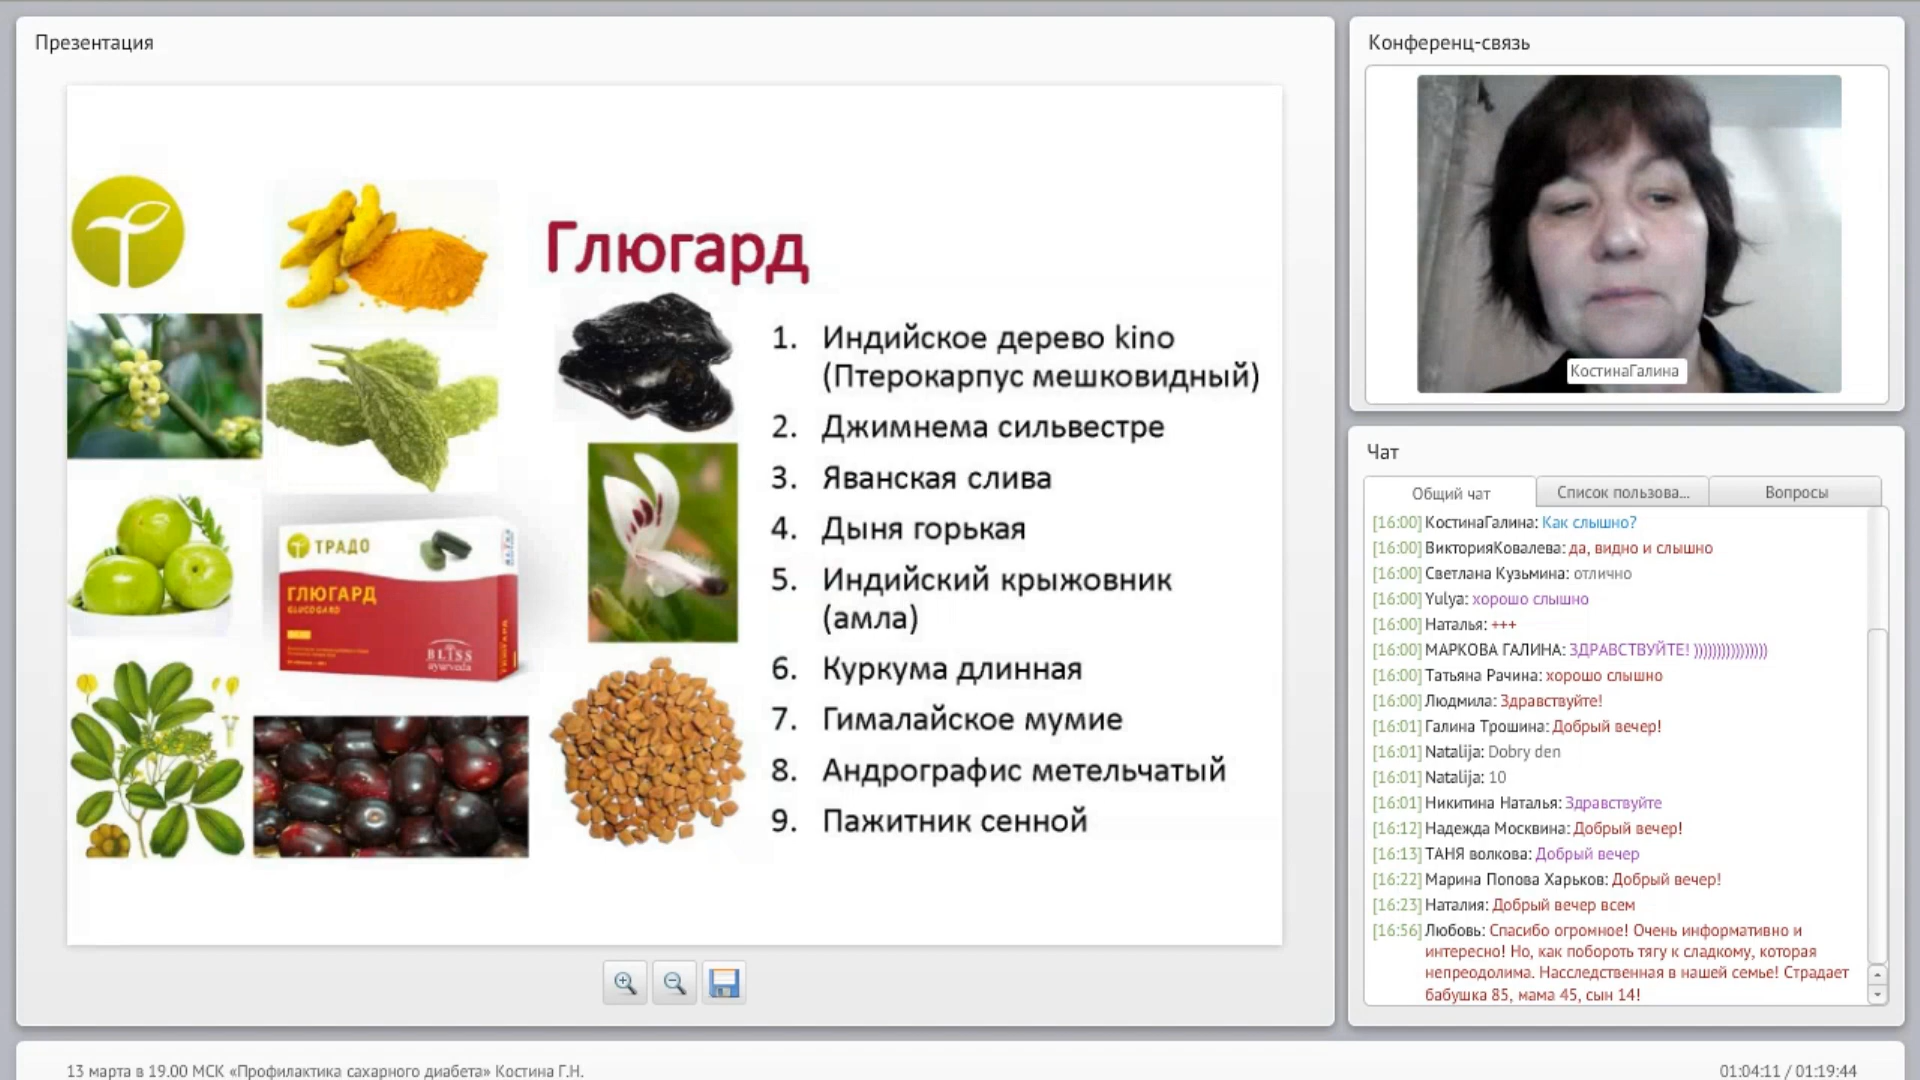 Презентация
Глюгард
1. Индийское дерево kino
(Птерокарпус мешковидный)
2. Джимнема сильвестре
3. Яванская слива
4. Дыня горькая
5. Индийский крыжовник
(амла)
6. Куркума длинная
7. Гималайское мумие
8. Андрографис метельчатый
9. Пажитник сенной
ТРАДО
ГЛЮГАРД
GLUCOGARD
BLISS
ayurveda
Конференц-связь
КостинаГалина
Чат
Общий чат
Список пользова...
Вопросы
[16:00] КостинаГалина: Как слышно?
[16:00] ВикторияКовалева: да, видно и слышно
[16:00] Светлана Кузьмина: отлично
[16:00] Yulya: хорошо слышно
[16:00] Наталья: +++
[16:00] МАРКОВА ГАЛИНА: ЗДРАВСТВУЙТЕ! ))))))))))))))))
[16:00] Татьяна Рачина: хорошо слышно
[16:00] Людмила: Здравствуйте!
[16:01] Галина Трошина: Добрый вечер!
[16:01] Natalija: Dobry den
[16:01] Natalija: 10
[16:01] Никитина Наталья: Здравствуйте
[16:12] Надежда Москвина: Добрый вечер!
[16:13] ТАНЯ волкова: Добрый вечер
[16:22] Марина Попова Харьков: Добрый вечер!
[16:23] Наталия: Добрый вечер всем
[16:56] Любовь: Спасибо огромное! Очень информативно и
интересно! Но, как побороть тягу к сладкому, которая
непреодолима. Насследственная в нашей семье! Страдает
бабушка 85, мама 45, сын 14!
13 марта в 19.00 МСК «Профилактика сахарного диабета» Костина Г.Н.
01:04:11 / 01:19:44